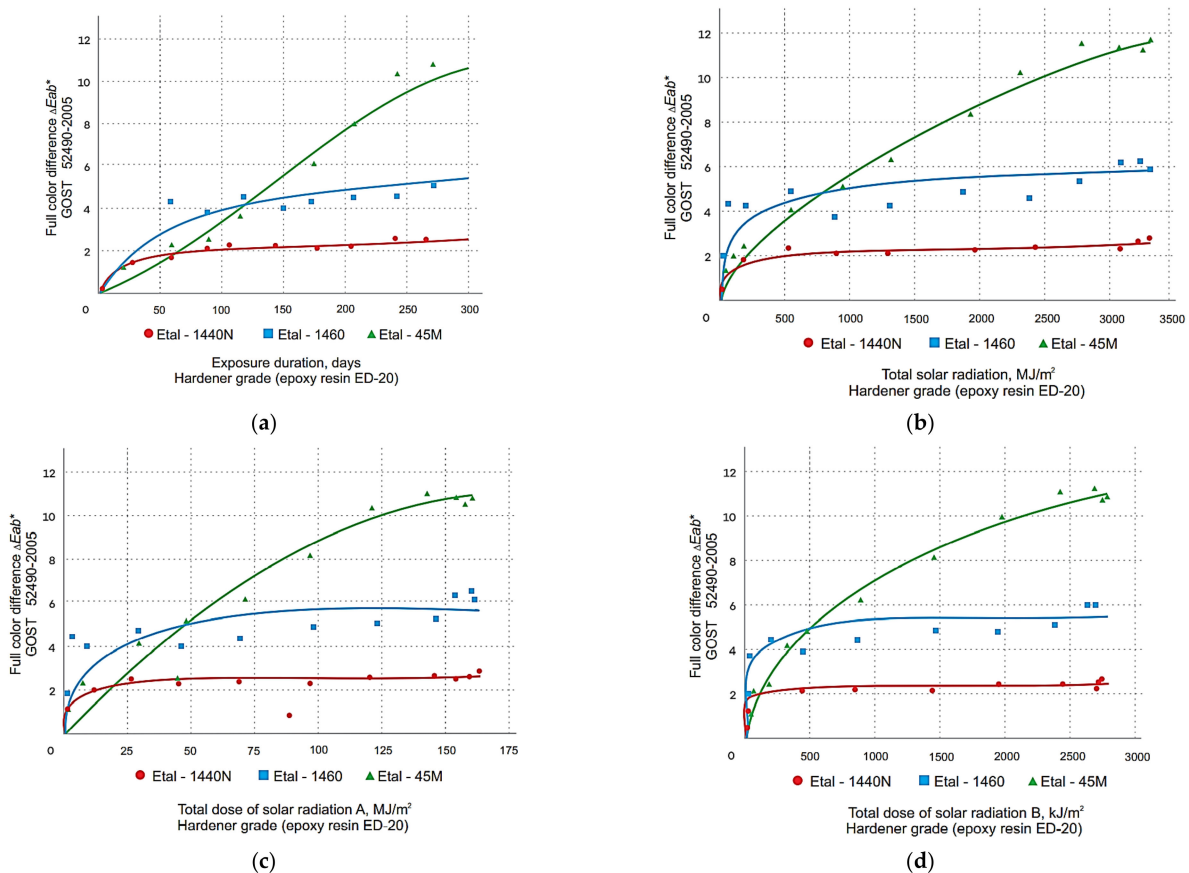 Full color difference ΔEab*
GOST 52490-2005
12
10
8
6
4
2
O 50 100 150 200 250 300
Etal - 1440N Etal - 1460 Etal - 45M
Exposure duration, days
Hardener grade (epoxy resin ED-20)
(a)
Full color difference ΔEab*
GOST 52490-2005
12
10
8
6
4
2
O 500 1000 1500 2000 2500 3000 3500
Etal - 1440N Etal - 1460 Etal - 45M
Total solar radiation, MJ/m²
Hardener grade (epoxy resin ED-20)
(b)
Full color difference ΔEab*
GOST 52490-2005
12
10
8
6
4
2
O 25 50 75 100 125 150 175
Etal - 1440N Etal - 1460 Etal - 45M
Total dose of solar radiation A, MJ/m²
Hardener grade (epoxy resin ED-20)
(c)
Full color difference ΔEab*
GOST 52490-2005
12
10
8
6
4
2
O 500 1000 1500 2000 2500 3000
Etal - 1440N Etal - 1460 Etal - 45M
Total dose of solar radiation B, kJ/m²
Hardener grade (epoxy resin ED-20)
(d)